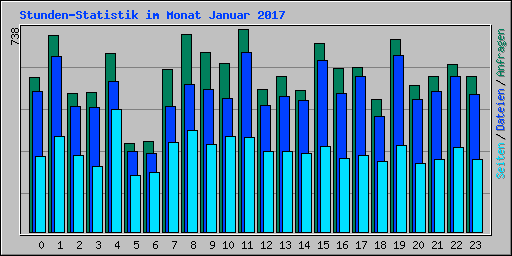 Stunden-Statistik im Monat Januar 2017
738
Seiten / Dateien / Anfragen
0 1 2 3 4 5 6 7 8 9 10 11 12 13 14 15 16 17 18 19 20 21 22 23